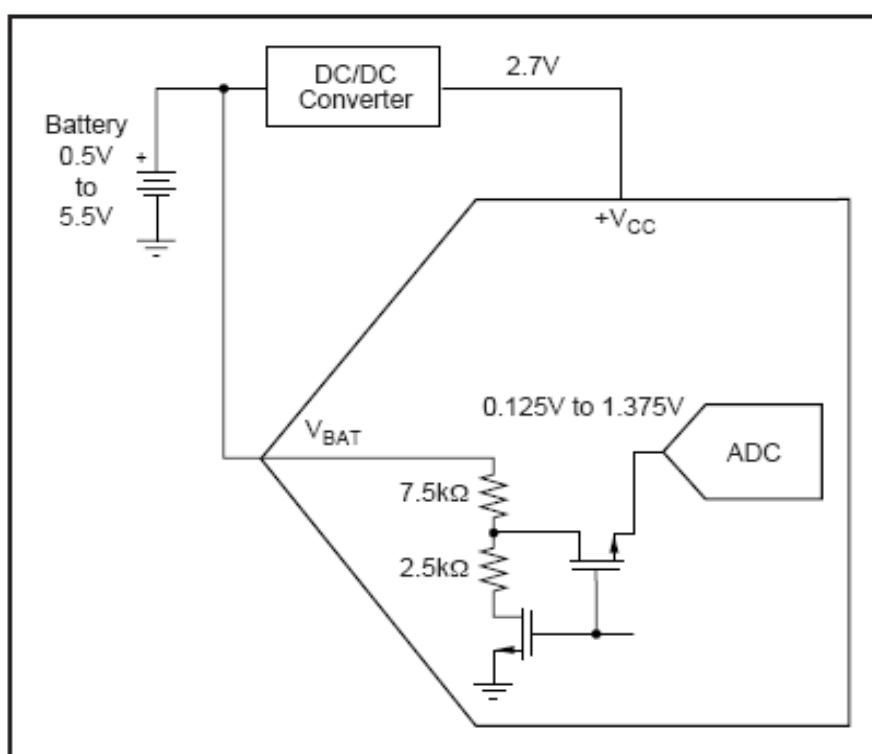 DC/DC
Converter
2.7V
Battery
0.5V
to
5.5V
+
+VCC
0.125V to 1.375V
VBAT
ADC
7.5kΩ
2.5kΩ